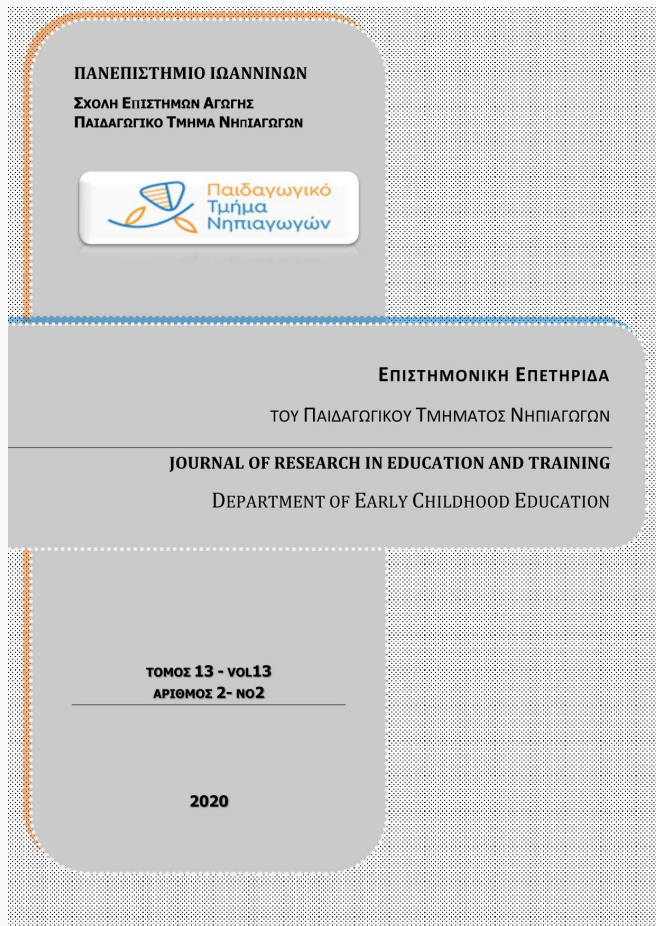 ΠΑΝΕΠΙΣΤΗΜΙΟ ΙΩΑΝΝΙΝΩΝ
ΣΧΟΛΗ ΕΠΙΣΤΗΜΩΝ ΑΓΩΓΗΣ
ΠΑΙΔΑΓΩΓΙΚΟ ΤΜΗΜΑ ΝΗΠΙΑΓΩΓΩΝ
Παιδαγωγικό
Τμήμα
Νηπιαγωγών
ΕΠΙΣΤΗΜΟΝΙΚΗ ΕΠΕΤΗΡΙΔΑ
ΤΟΥ ΠΑΙΔΑΓΩΓΙΚΟΥ ΤΜΗΜΑΤΟΣ ΝΗΠΙΑΓΩΓΩΝ
JOURNAL OF RESEARCH IN EDUCATION AND TRAINING
DEPARTMENT OF EARLY CHILDHOOD EDUCATION
ΤΟΜΟΣ 13 - VOL13
ΑΡΙΘΜΟΣ 2- NO2
2020